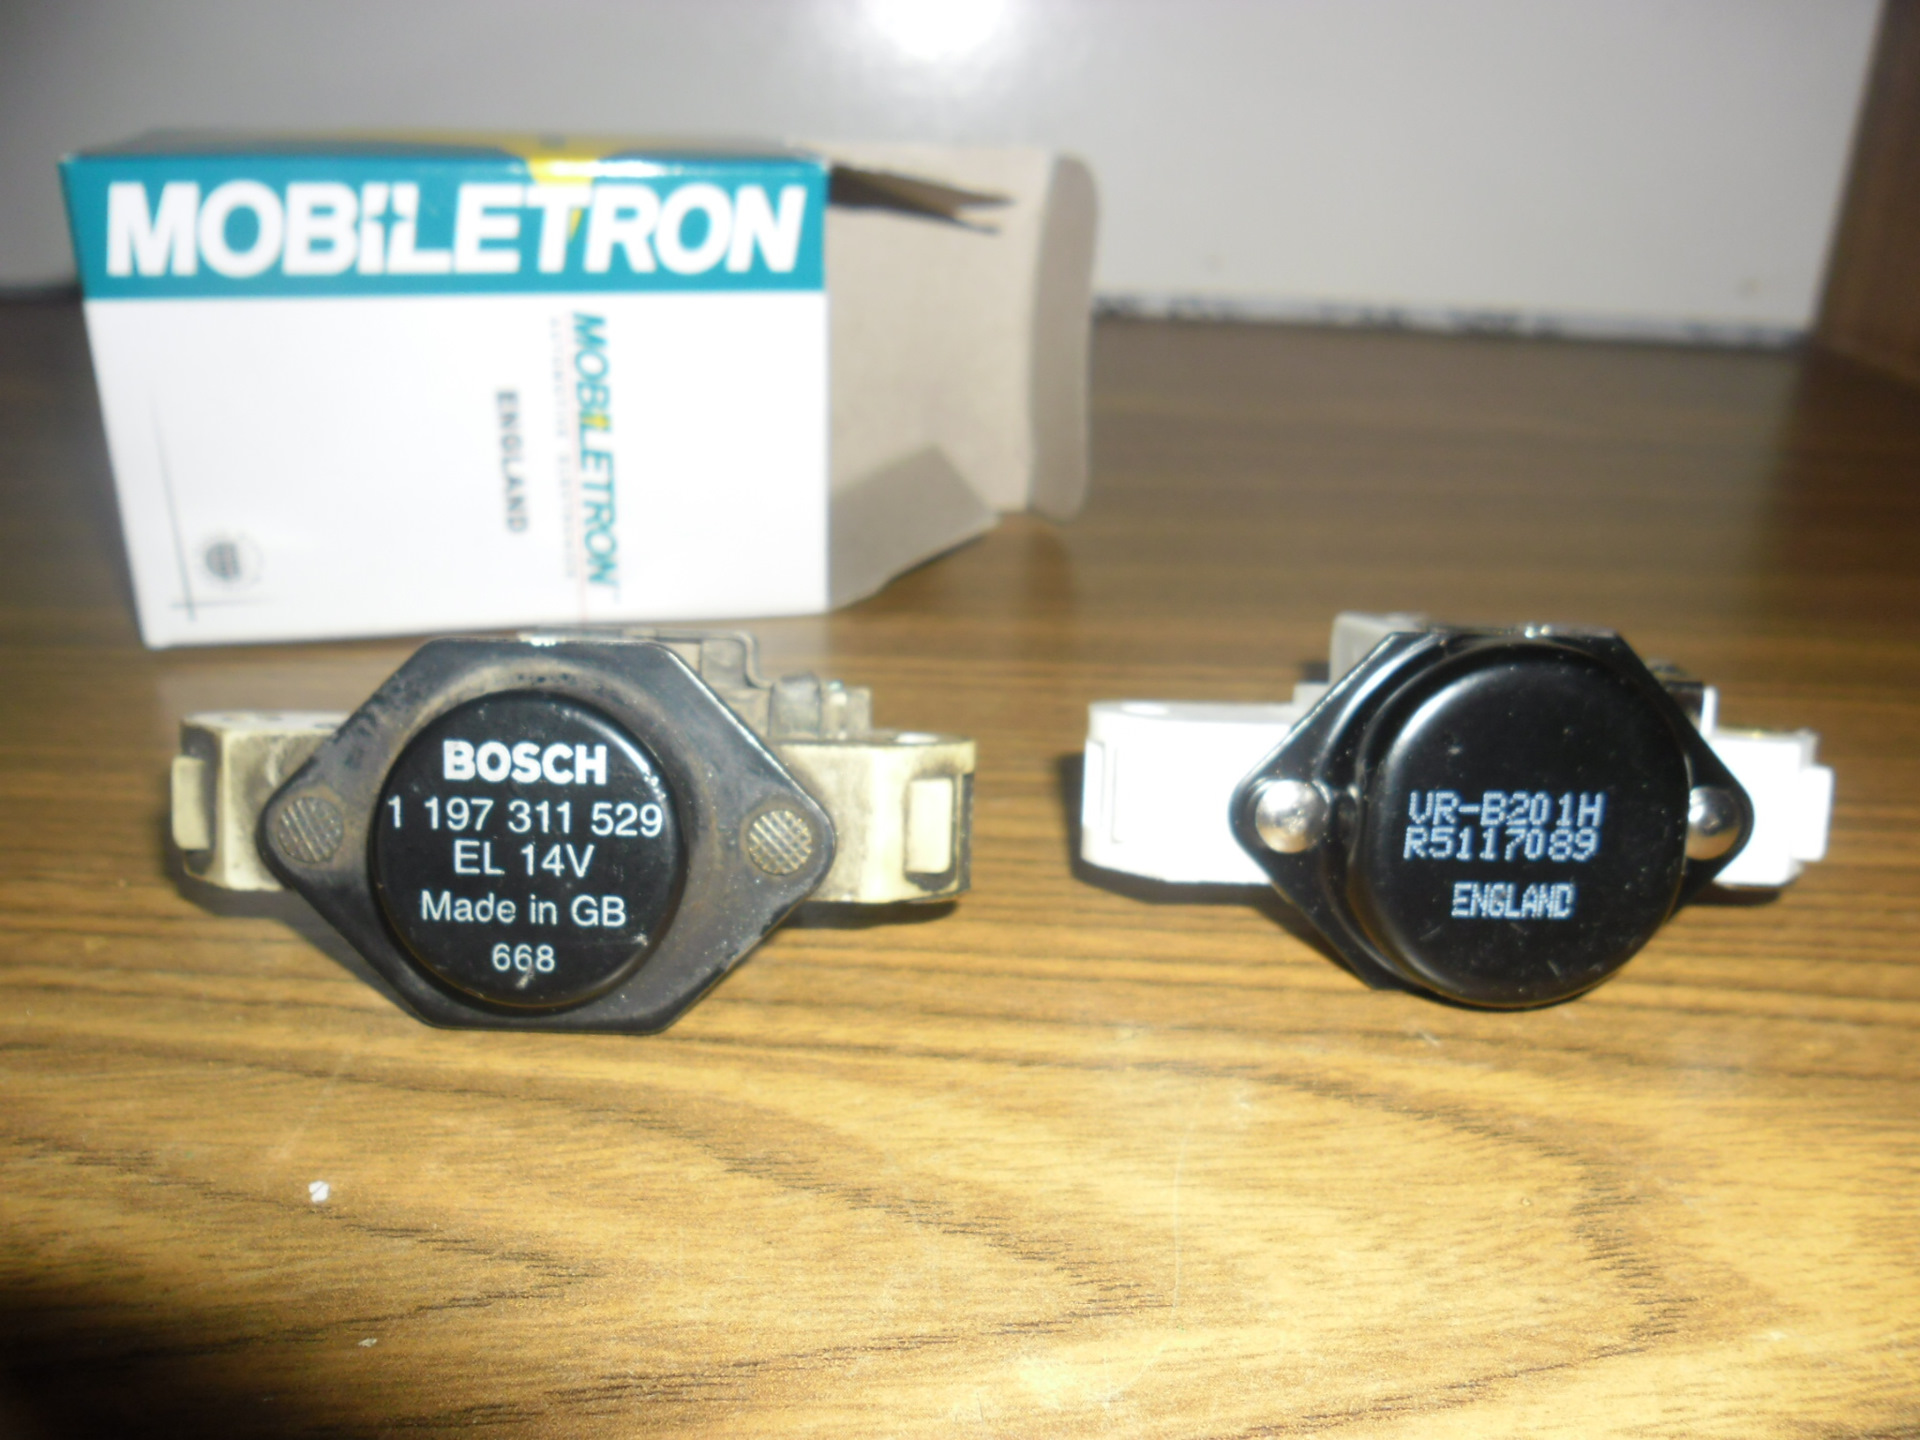 MOBILETRON
MOBILETRON
ENGLAND
BOSCH
1 197 311 529
EL 14V
Made in GB
668
VR-B201H
R5117089
ENGLAND